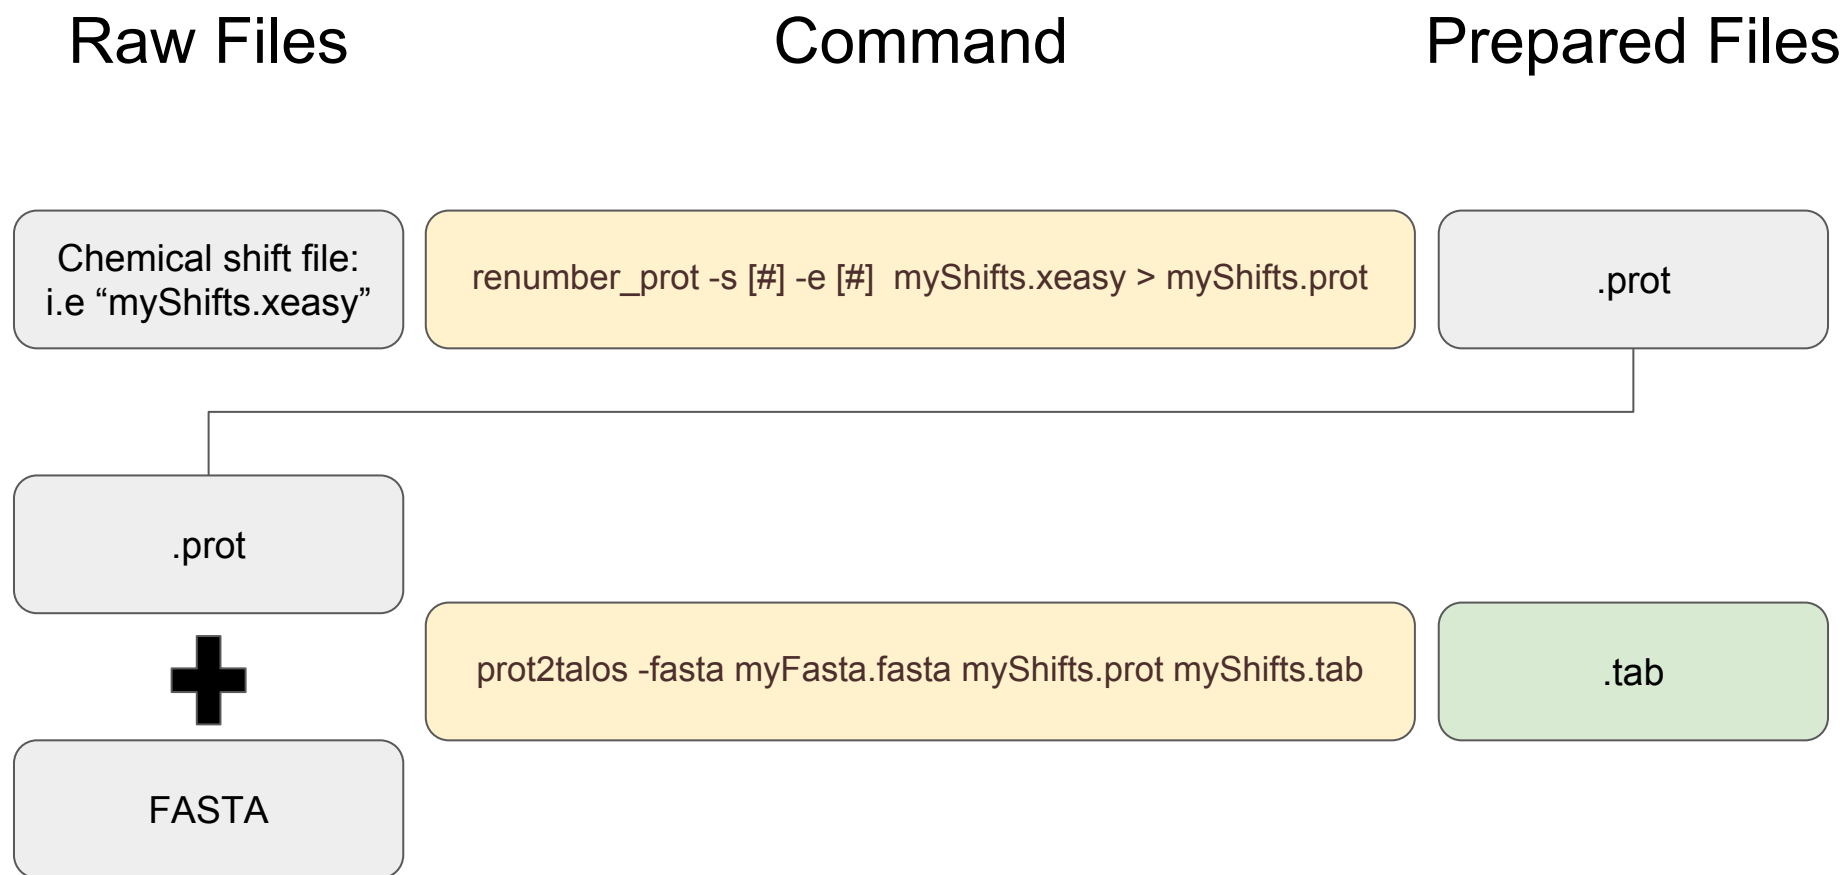 Raw Files
Command
Prepared Files
Chemical shift file:
i.e “myShifts.xeasy”
renumber_prot -s [#] -e [#]  myShifts.xeasy > myShifts.prot
.prot
.prot
prot2talos -fasta myFasta.fasta myShifts.prot myShifts.tab
.tab
FASTA